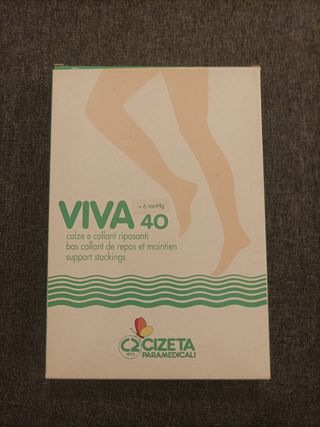 ≈ 6 mmHg
VIVA 40
calze e collant riposanti
bas collant de repos et maintien
support stockings
CIZETA
PARAMEDICALI